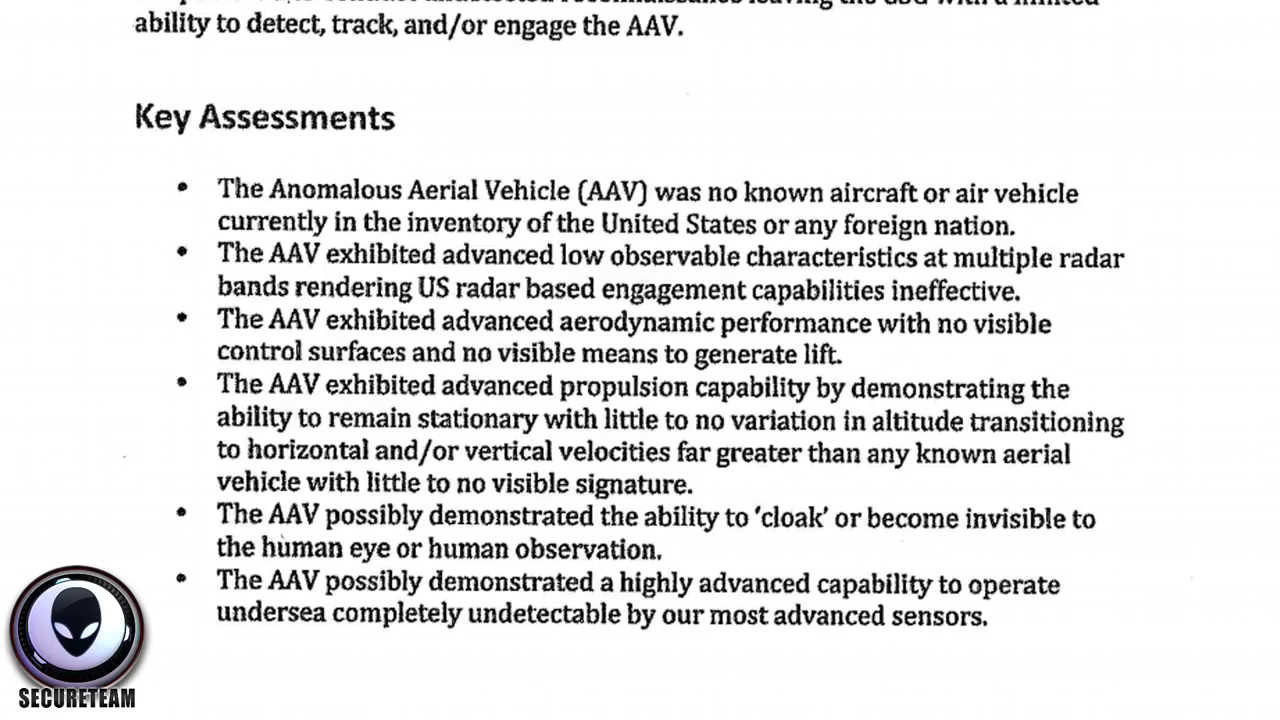 ability to detect, track, and/or engage the AAV.
Key Assessments
• The Anomalous Aerial Vehicle (AAV) was no known aircraft or air vehicle
currently in the inventory of the United States or any foreign nation.
• The AAV exhibited advanced low observable characteristics at multiple radar
bands rendering US radar based engagement capabilities ineffective.
• The AAV exhibited advanced aerodynamic performance with no visible
control surfaces and no visible means to generate lift.
• The AAV exhibited advanced propulsion capability by demonstrating the
ability to remain stationary with little to no variation in altitude transitioning
to horizontal and/or vertical velocities far greater than any known aerial
vehicle with little to no visible signature.
• The AAV possibly demonstrated the ability to 'cloak' or become invisible to
the human eye or human observation.
• The AAV possibly demonstrated a highly advanced capability to operate
undersea completely undetectable by our most advanced sensors.
SECURETEAM